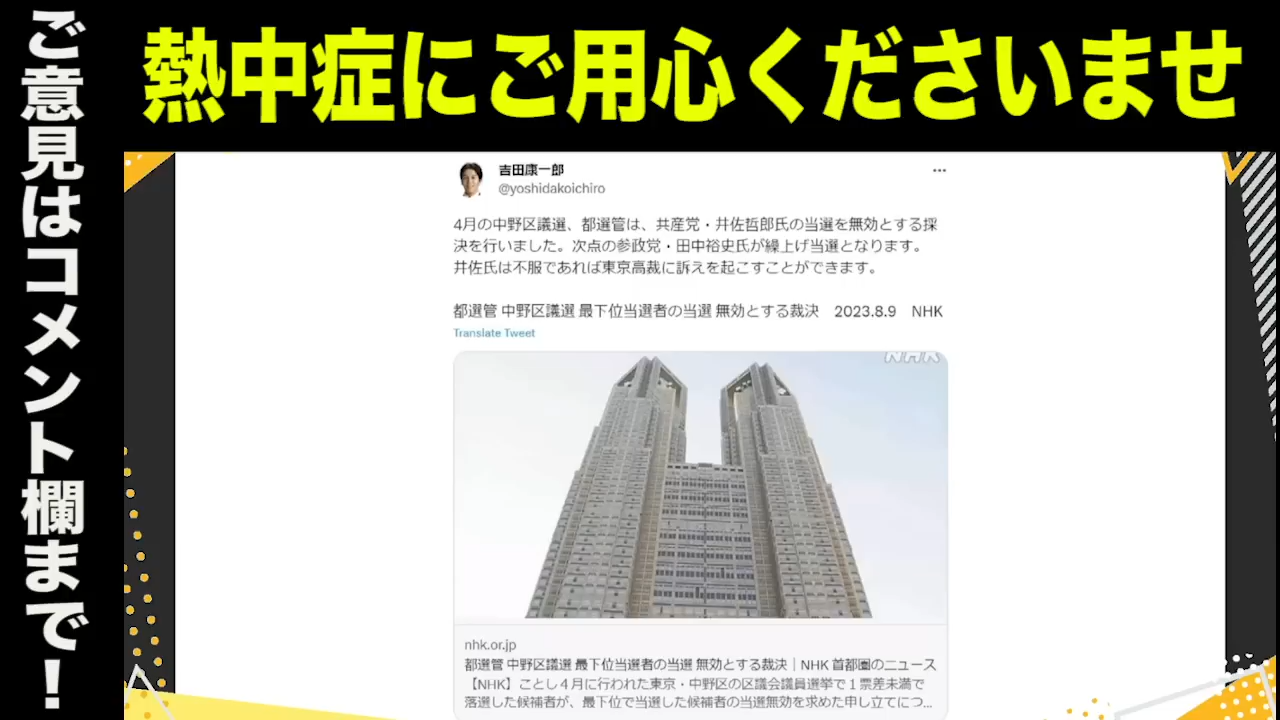 熱中症にご用心くださいませ
ご意見はコメント欄まで！
吉田康一郎
@yoshidakoichiro
4月の中野区議選、都選管は、共産党・井佐哲郎氏の当選を無効とする採
決を行いました。次点の参政党・田中裕史氏が繰上げ当選となります。
井佐氏は不服であれば東京高裁に訴えを起こすことができます。
都選管 中野区議選 最下位当選者の当選 無効とする裁決 2023.8.9 NHK
Translate Tweet
NHK
nhk.or.jp
都選管 中野区議選 最下位当選者の当選 無効とする裁決｜NHK 首都圏のニュース
【NHK】ことし４月に行われた東京・中野区の区議会議員選挙で１票差未満で
落選した候補者が、最下位で当選した候補者の当選無効を求めた申し立てにつ...